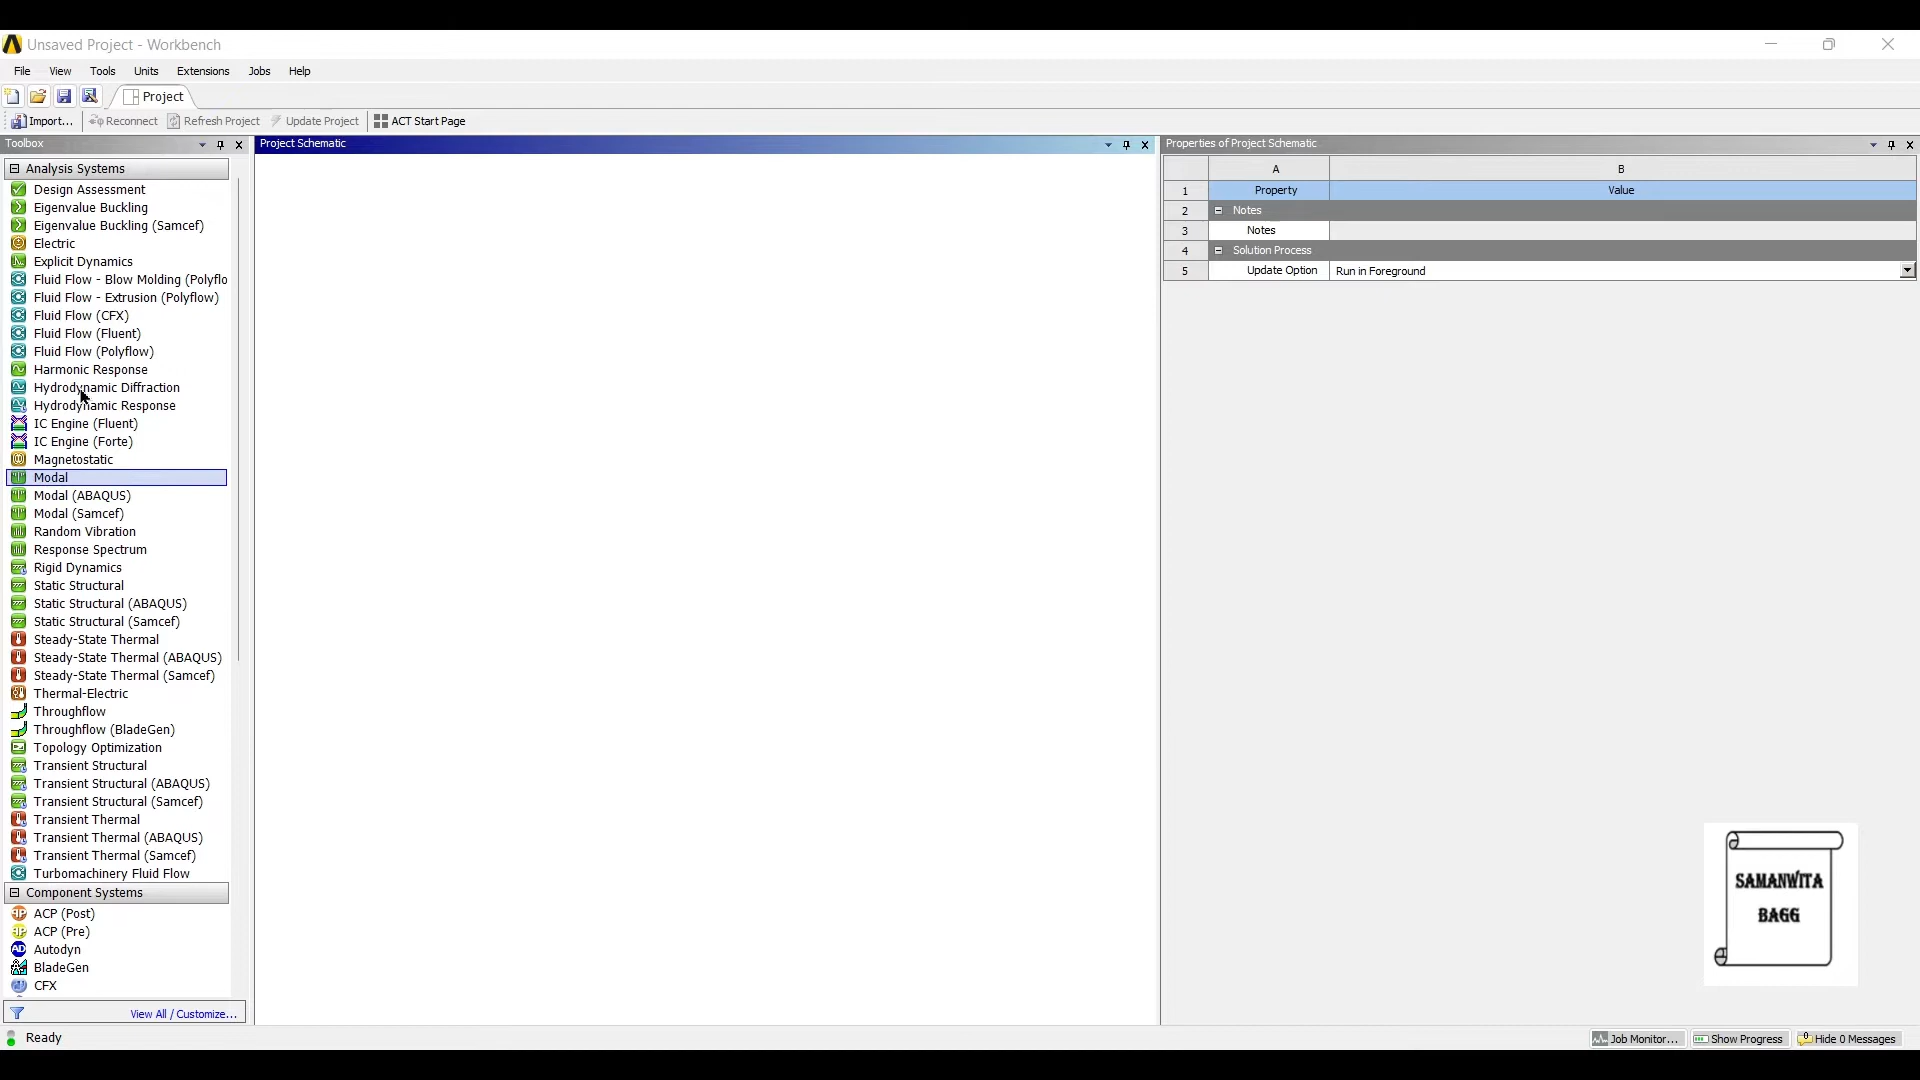 Unsaved Project - Workbench
File View Tools Units Extensions Jobs Help
Project
Import... Reconnect Refresh Project Update Project ACT Start Page
Toolbox
Analysis Systems
Design Assessment
Eigenvalue Buckling
Eigenvalue Buckling (Samcef)
Electric
Explicit Dynamics
Fluid Flow - Blow Molding (Polyflo
Fluid Flow - Extrusion (Polyflow)
Fluid Flow (CFX)
Fluid Flow (Fluent)
Fluid Flow (Polyflow)
Harmonic Response
Hydrodynamic Diffraction
Hydrodynamic Response
IC Engine (Fluent)
IC Engine (Forte)
Magnetostatic
Modal
Modal (ABAQUS)
Modal (Samcef)
Random Vibration
Response Spectrum
Rigid Dynamics
Static Structural
Static Structural (ABAQUS)
Static Structural (Samcef)
Steady-State Thermal
Steady-State Thermal (ABAQUS)
Steady-State Thermal (Samcef)
Thermal-Electric
Throughflow
Throughflow (BladeGen)
Topology Optimization
Transient Structural
Transient Structural (ABAQUS)
Transient Structural (Samcef)
Transient Thermal
Transient Thermal (ABAQUS)
Transient Thermal (Samcef)
Turbomachinery Fluid Flow
Component Systems
ACP (Post)
ACP (Pre)
Autodyn
BladeGen
CFX
View All / Customize...
Project Schematic
Properties of Project Schematic
A B
1 Property Value
2 Notes
3 Notes
4 Solution Process
5 Update Option Run in Foreground
SAMANWITA
BAGG
Ready
Job Monitor... Show Progress Hide 0 Messages